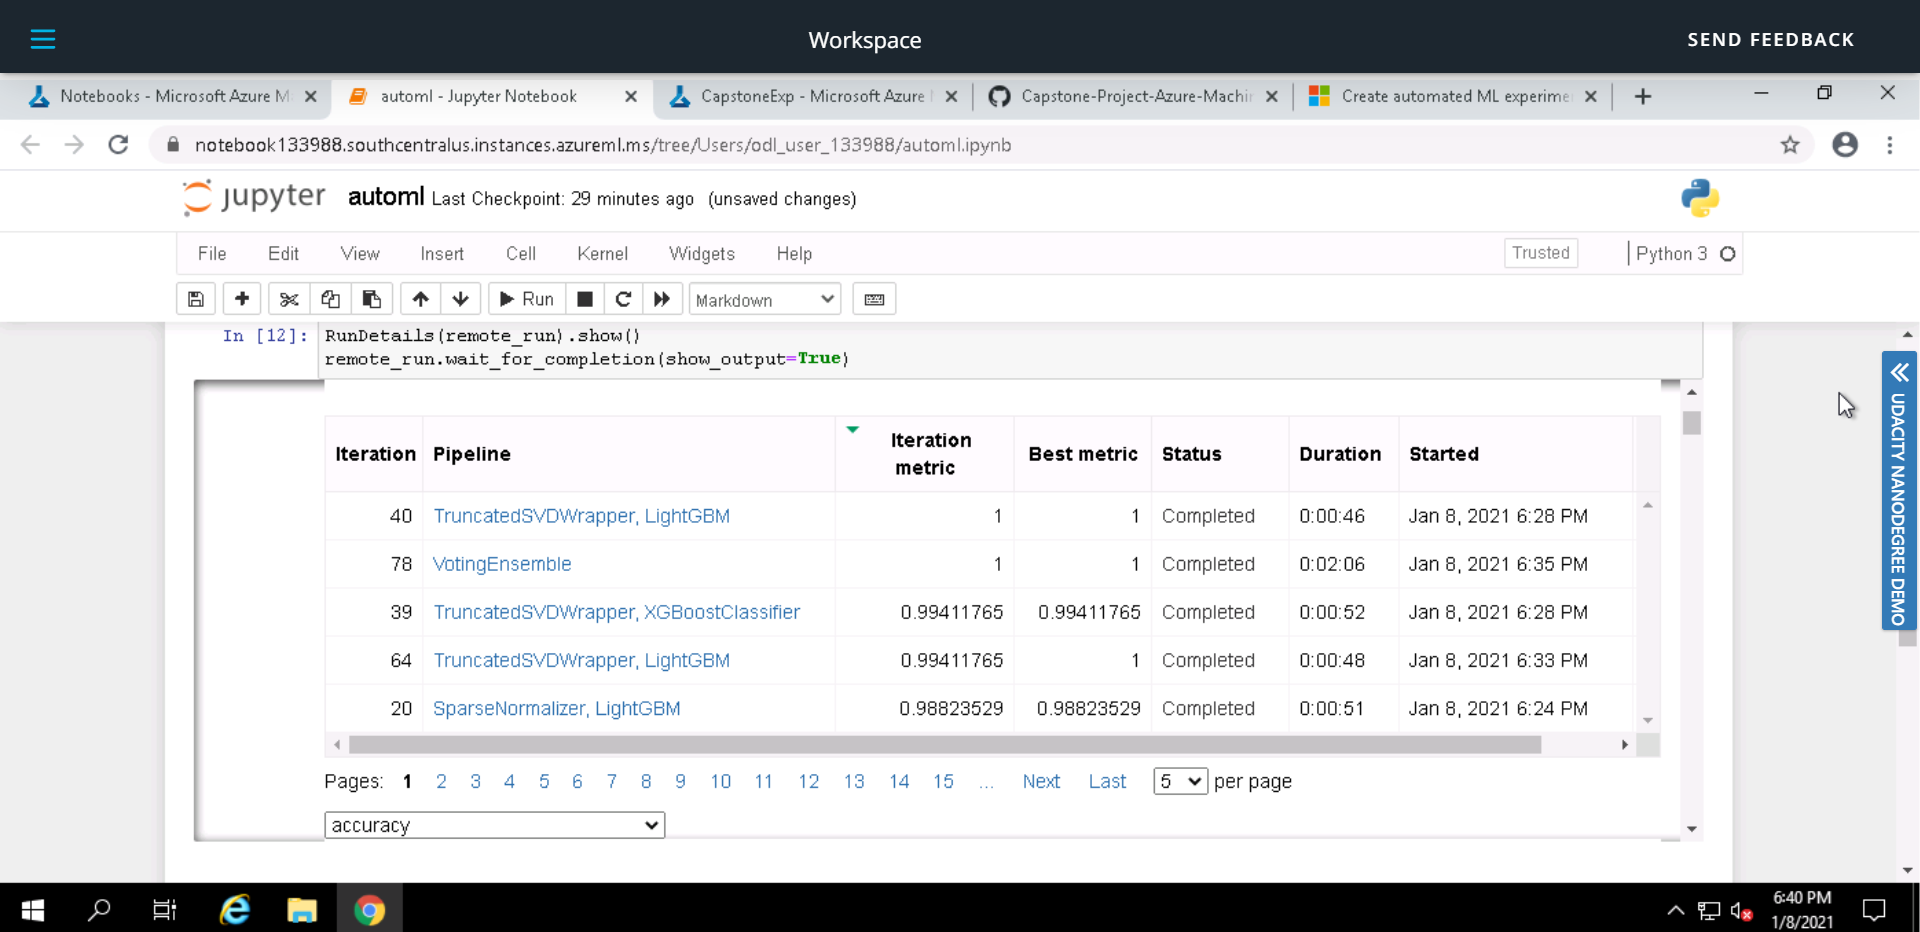 Workspace
SEND FEEDBACK
Notebooks - Microsoft Azure M
automl - Jupyter Notebook
CapstoneExp - Microsoft Azure
Capstone-Project-Azure-Machin
Create automated ML experime
notebook133988.southcentralus.instances.azureml.ms/tree/Users/odl_user_133988/automl.ipynb
jupyter automl Last Checkpoint: 29 minutes ago (unsaved changes)
File Edit View Insert Cell Kernel Widgets Help Trusted Python 3
Run Markdown
In [12]: RunDetails(remote_run).show()
remote_run.wait_for_completion(show_output=True)
Iteration Pipeline Iteration metric Best metric Status Duration Started
40 TruncatedSVDWrapper, LightGBM 1 1 Completed 0:00:46 Jan 8, 2021 6:28 PM
78 VotingEnsemble 1 1 Completed 0:02:06 Jan 8, 2021 6:35 PM
39 TruncatedSVDWrapper, XGBoostClassifier 0.99411765 0.99411765 Completed 0:00:52 Jan 8, 2021 6:28 PM
64 TruncatedSVDWrapper, LightGBM 0.99411765 1 Completed 0:00:48 Jan 8, 2021 6:33 PM
20 SparseNormalizer, LightGBM 0.98823529 0.98823529 Completed 0:00:51 Jan 8, 2021 6:24 PM
Pages: 1 2 3 4 5 6 7 8 9 10 11 12 13 14 15 ... Next Last 5 per page
accuracy
UDACITY NANODEGREE DEMO
6:40 PM
1/8/2021